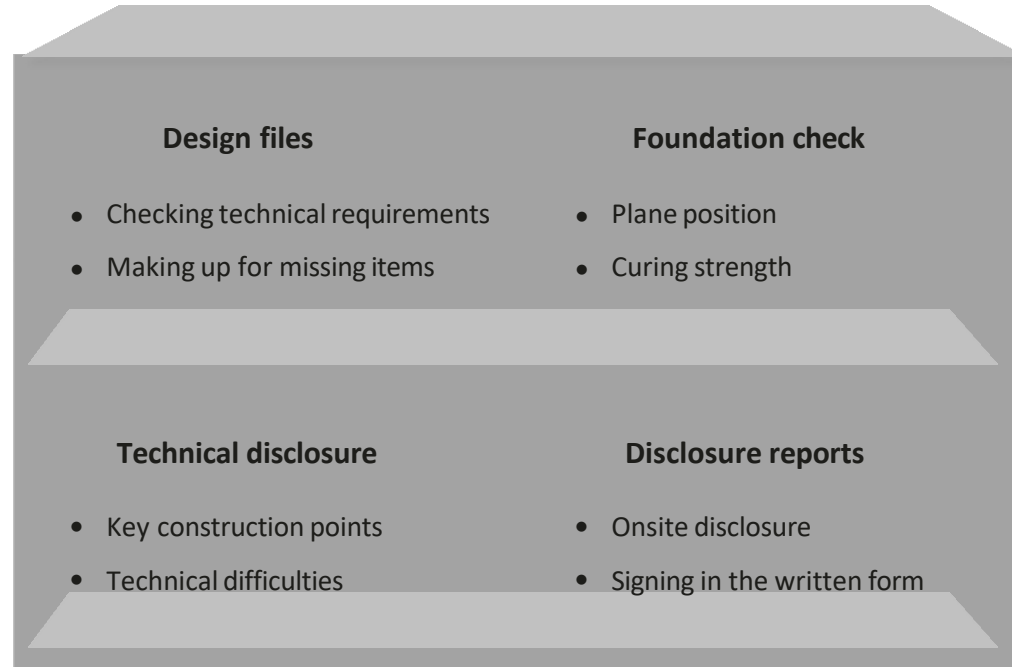 Design files
• Checking technical requirements
• Making up for missing items
Foundation check
• Plane position
• Curing strength
Technical disclosure
• Key construction points
• Technical difficulties
Disclosure reports
• Onsite disclosure
• Signing in the written form